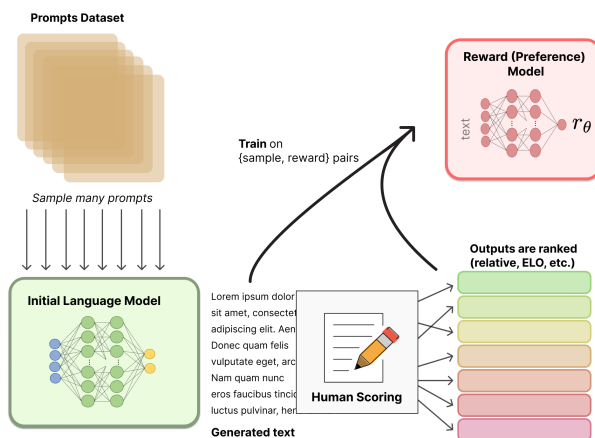 Prompts Dataset
Sample many prompts
Initial Language Model
Lorem ipsum dolor
sit amet, consectet
adipiscing elit. Aen
Donec quam felis
vulputate eget, arc
Nam quam nunc
eros faucibus tincid
luctus pulvinar, hen
Generated text
Human Scoring
Train on
{sample, reward} pairs
Reward (Preference)
Model
text
rθ
Outputs are ranked
(relative, ELO, etc.)